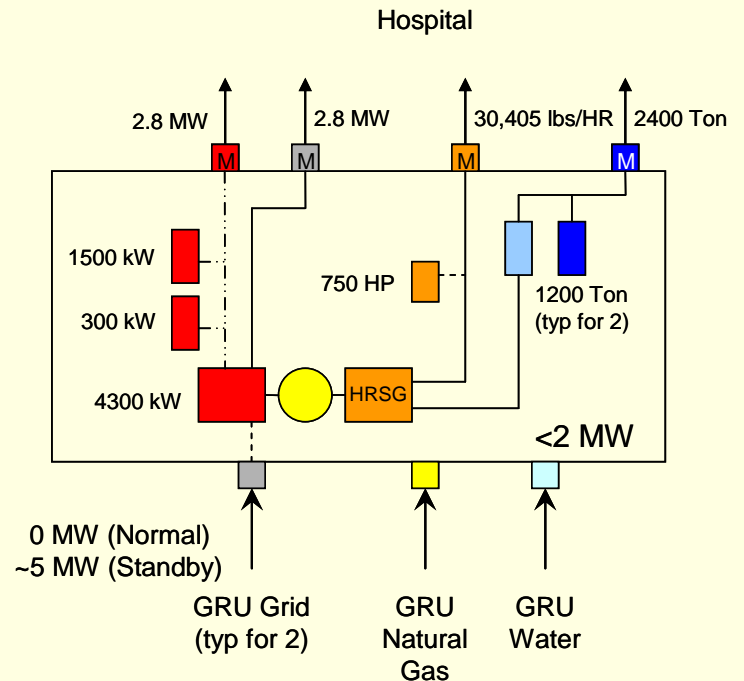 Hospital
2.8 MW
2.8 MW
30,405 lbs/HR
2400 Ton
M
M
M
M
1500 kW
300 kW
4300 kW
750 HP
1200 Ton
(typ for 2)
HRSG
<2 MW
0 MW (Normal)
~5 MW (Standby)
GRU Grid
(typ for 2)
GRU
Natural
Gas
GRU
Water